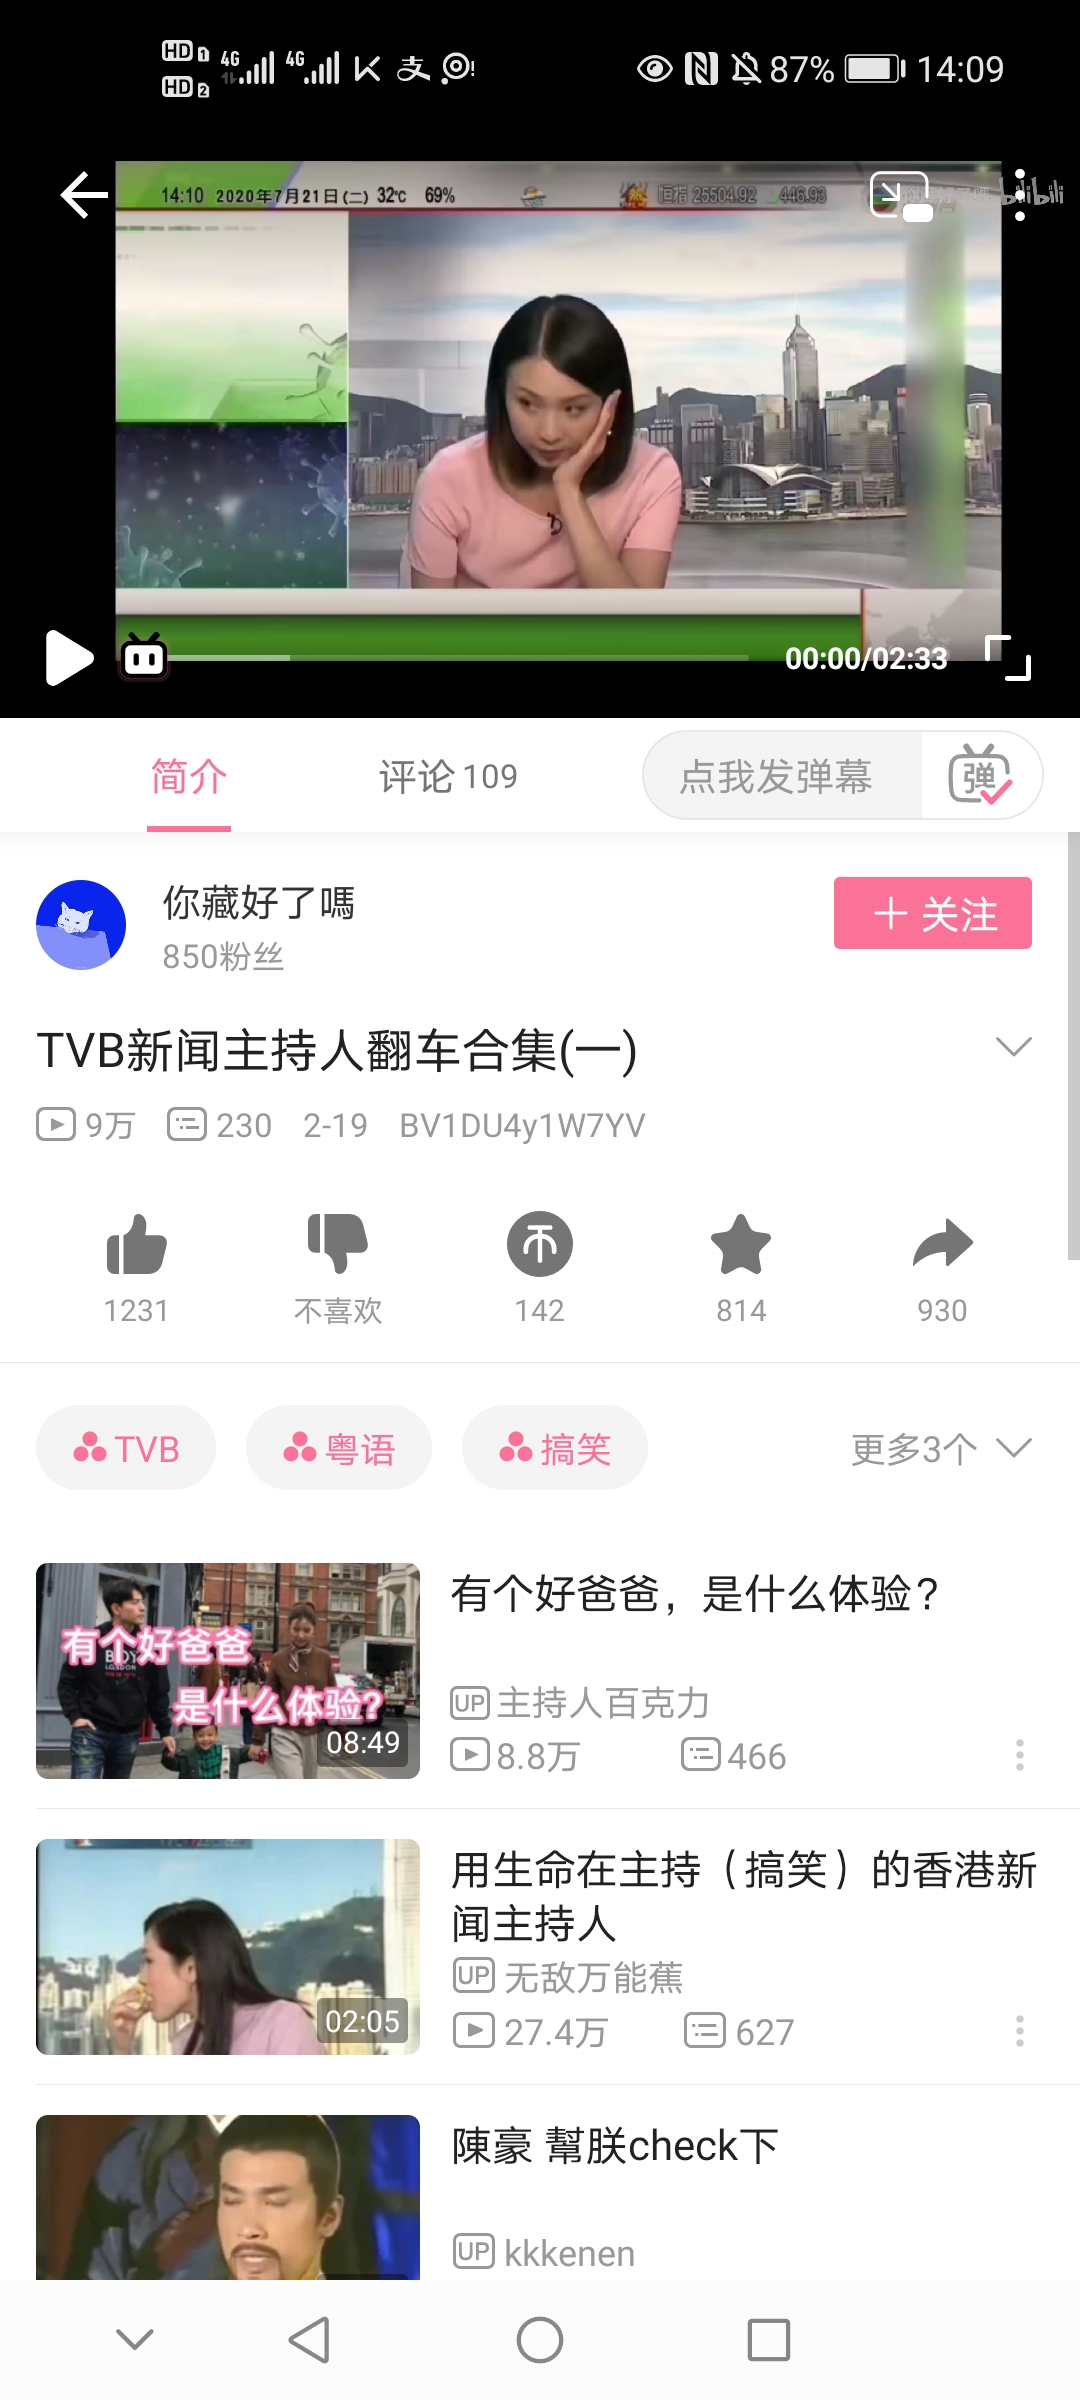 HD 1 4G 4G 87% 14:09
HD 2
14:10 2020年7月21日(二) 32℃ 69% 恒指 25504.92 446.93 bilibili
00:00/02:33
简介 评论 109 点我发弹幕 弹
你藏好了嗎
850粉丝
+ 关注
TVB新闻主持人翻车合集(一)
9万 230 2-19 BV1DU4y1W7YV
1231 不喜欢 142 814 930
TVB 粤语 搞笑 更多3个
有个好爸爸
BOY
LONDON
是什么体验?
08:49
有个好爸爸，是什么体验？
UP 主持人百克力
8.8万 466
02:05
用生命在主持（搞笑）的香港新
闻主持人
UP 无敌万能蕉
27.4万 627
陳豪 幫朕check下
UP kkkenen